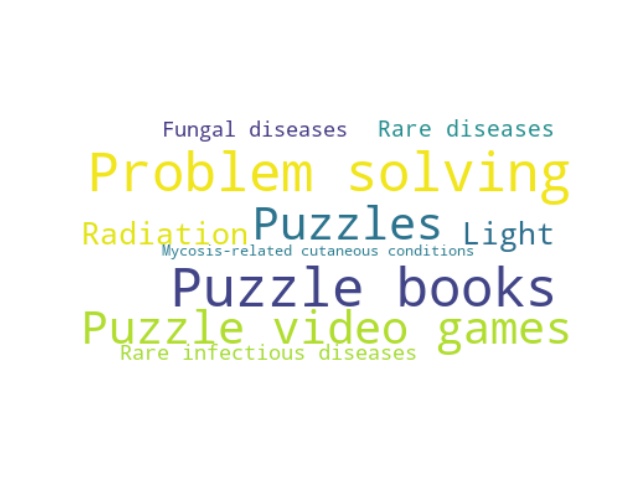 Fungal diseases
Rare diseases
Problem solving
Radiation
Puzzles
Light
Mycosis-related cutaneous conditions
Puzzle books
Puzzle video games
Rare infectious diseases